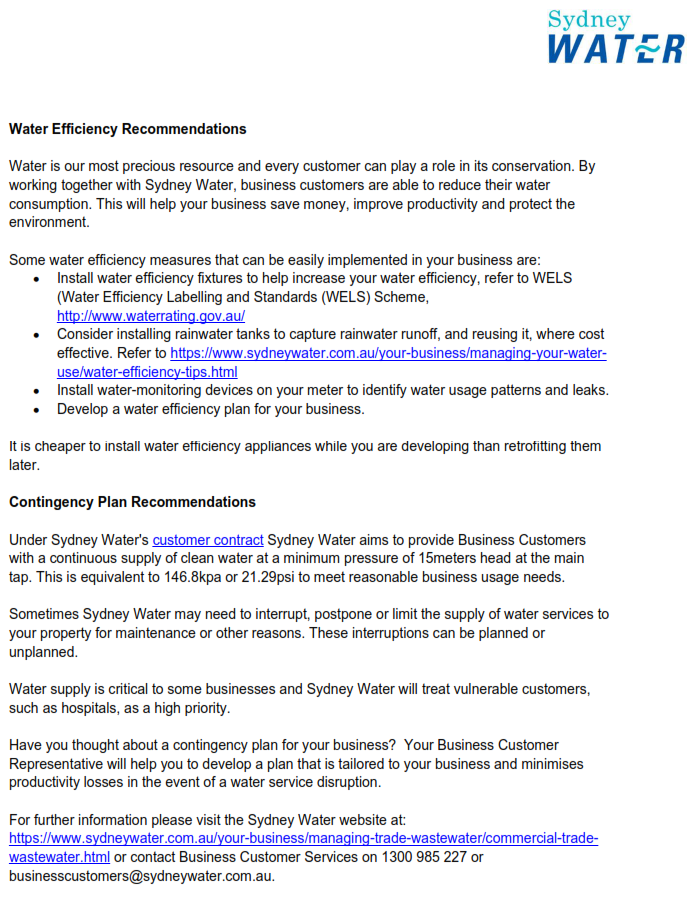 Sydney
WATER
Water Efficiency Recommendations
Water is our most precious resource and every customer can play a role in its conservation. By
working together with Sydney Water, business customers are able to reduce their water
consumption. This will help your business save money, improve productivity and protect the
environment.
Some water efficiency measures that can be easily implemented in your business are:
• Install water efficiency fixtures to help increase your water efficiency, refer to WELS
(Water Efficiency Labelling and Standards (WELS) Scheme,
http://www.waterrating.gov.au/
• Consider installing rainwater tanks to capture rainwater runoff, and reusing it, where cost
effective. Refer to https://www.sydneywater.com.au/your-business/managing-your-water-
use/water-efficiency-tips.html
• Install water-monitoring devices on your meter to identify water usage patterns and leaks.
• Develop a water efficiency plan for your business.
It is cheaper to install water efficiency appliances while you are developing than retrofitting them
later.
Contingency Plan Recommendations
Under Sydney Water's customer contract Sydney Water aims to provide Business Customers
with a continuous supply of clean water at a minimum pressure of 15meters head at the main
tap. This is equivalent to 146.8kpa or 21.29psi to meet reasonable business usage needs.
Sometimes Sydney Water may need to interrupt, postpone or limit the supply of water services to
your property for maintenance or other reasons. These interruptions can be planned or
unplanned.
Water supply is critical to some businesses and Sydney Water will treat vulnerable customers,
such as hospitals, as a high priority.
Have you thought about a contingency plan for your business?  Your Business Customer
Representative will help you to develop a plan that is tailored to your business and minimises
productivity losses in the event of a water service disruption.
For further information please visit the Sydney Water website at:
https://www.sydneywater.com.au/your-business/managing-trade-wastewater/commercial-trade-
wastewater.html or contact Business Customer Services on 1300 985 227 or
businesscustomers@sydneywater.com.au.